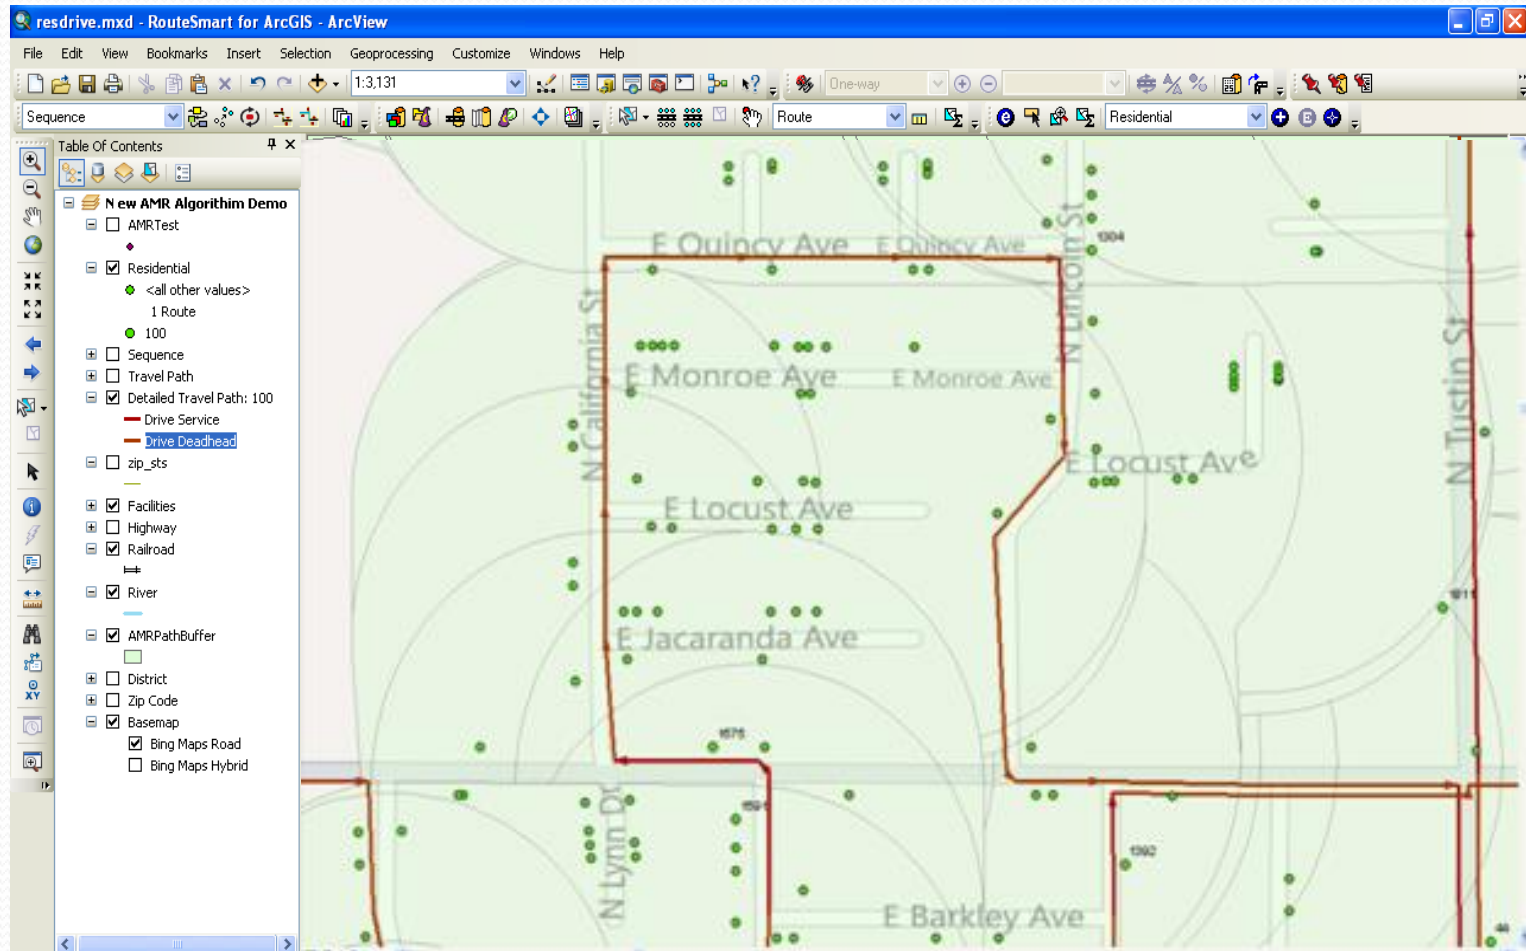 resdrive.mxd - RouteSmart for ArcGIS - ArcView
File Edit View Bookmarks Insert Selection Geoprocessing Customize Windows Help
1:3,131 One-way
Sequence Route Residential
Table Of Contents
New AMR Algorithim Demo
AMRTest
Residential
<all other values>
1 Route
100
Sequence
Travel Path
Detailed Travel Path: 100
Drive Service
Drive Deadhead
zip_sts
Facilities
Highway
Railroad
River
AMRPathBuffer
District
Zip Code
Basemap
Bing Maps Road
Bing Maps Hybrid
E Quincy Ave E Quincy Ave
1304
N Lincoln St
N California St
E Monroe Ave E Monroe Ave
N Tustin St
E Locust Ave
E Locust Ave
1811
E Jacaranda Ave
1675
N Lynn Dr
1392
E Barkley Ave